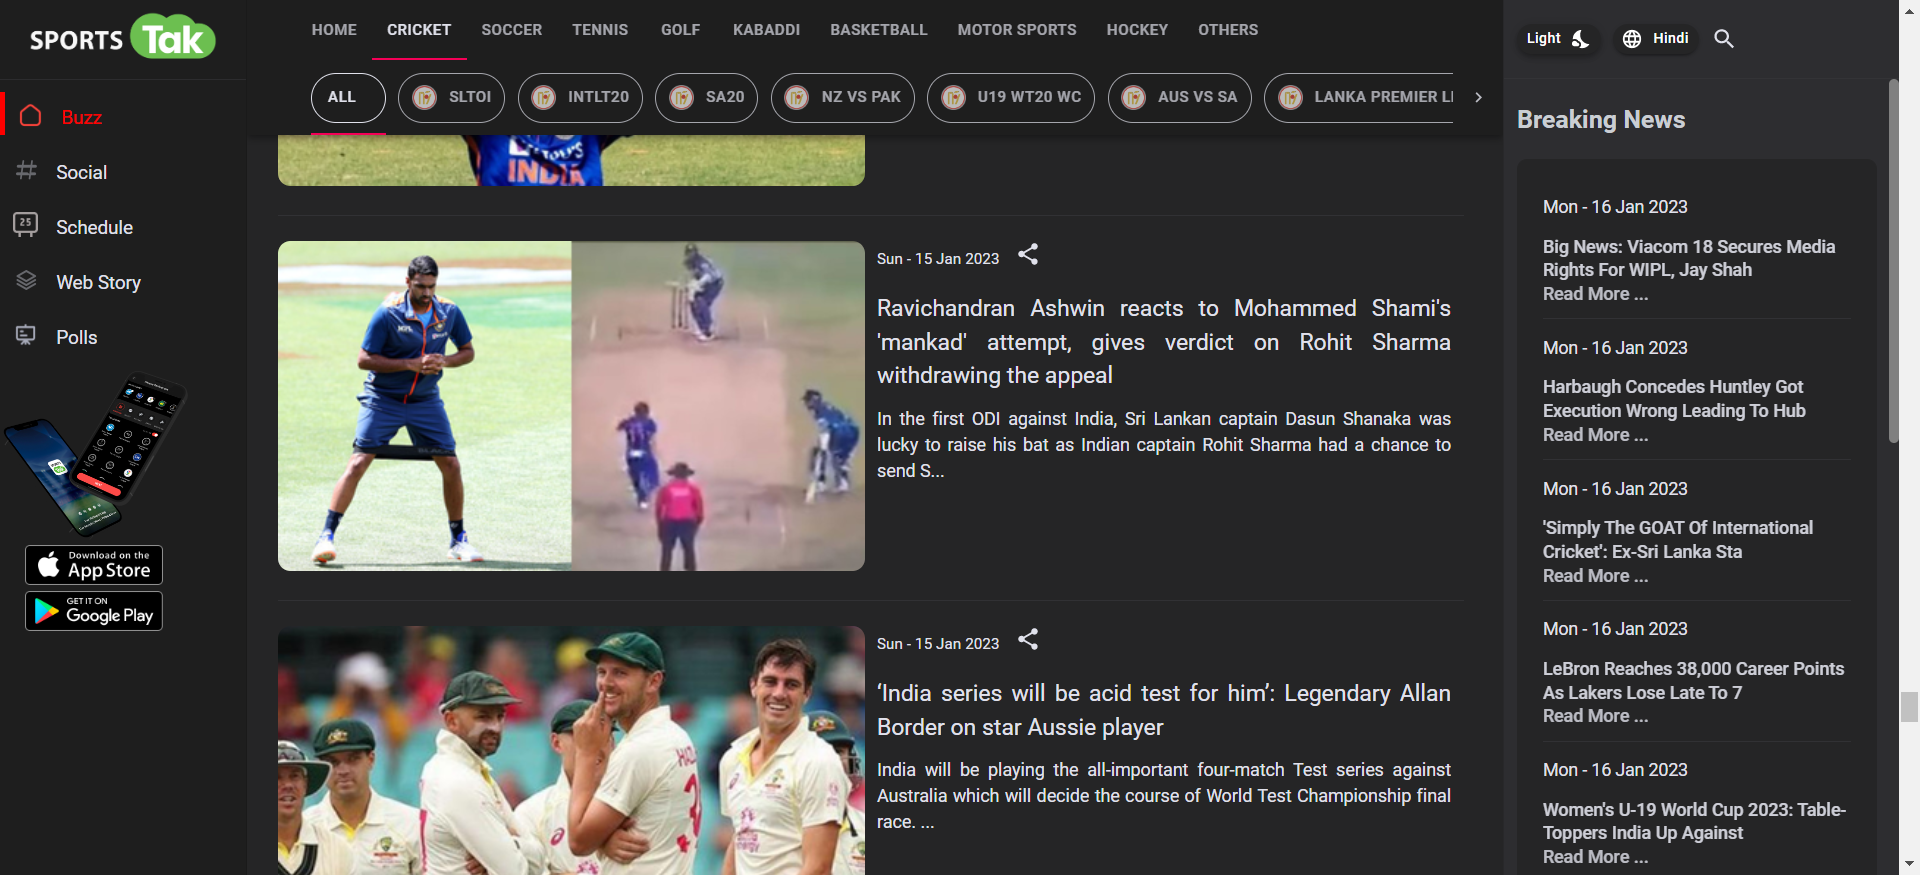 SPORTS Tak
HOME
CRICKET
SOCCER
TENNIS
GOLF
KABADDI
BASKETBALL
MOTOR SPORTS
HOCKEY
OTHERS
Light
Hindi
ALL
SLTOI
INTLT20
SA20
NZ VS PAK
U19 WT20 WC
AUS VS SA
LANKA PREMIER LI
Buzz
Social
25
Schedule
Web Story
Polls
Download on the
App Store
GET IT ON
Google Play
INDIA
Sun - 15 Jan 2023
Ravichandran Ashwin reacts to Mohammed Shami's
'mankad' attempt, gives verdict on Rohit Sharma
withdrawing the appeal
In the first ODI against India, Sri Lankan captain Dasun Shanaka was
lucky to raise his bat as Indian captain Rohit Sharma had a chance to
send S...
Sun - 15 Jan 2023
‘India series will be acid test for him’: Legendary Allan
Border on star Aussie player
India will be playing the all-important four-match Test series against
Australia which will decide the course of World Test Championship final
race. ...
Breaking News
Mon - 16 Jan 2023
Big News: Viacom 18 Secures Media
Rights For WIPL, Jay Shah
Read More ...
Mon - 16 Jan 2023
Harbaugh Concedes Huntley Got
Execution Wrong Leading To Hub
Read More ...
Mon - 16 Jan 2023
'Simply The GOAT Of International
Cricket': Ex-Sri Lanka Sta
Read More ...
Mon - 16 Jan 2023
LeBron Reaches 38,000 Career Points
As Lakers Lose Late To 7
Read More ...
Mon - 16 Jan 2023
Women's U-19 World Cup 2023: Table-
Toppers India Up Against
Read More ...